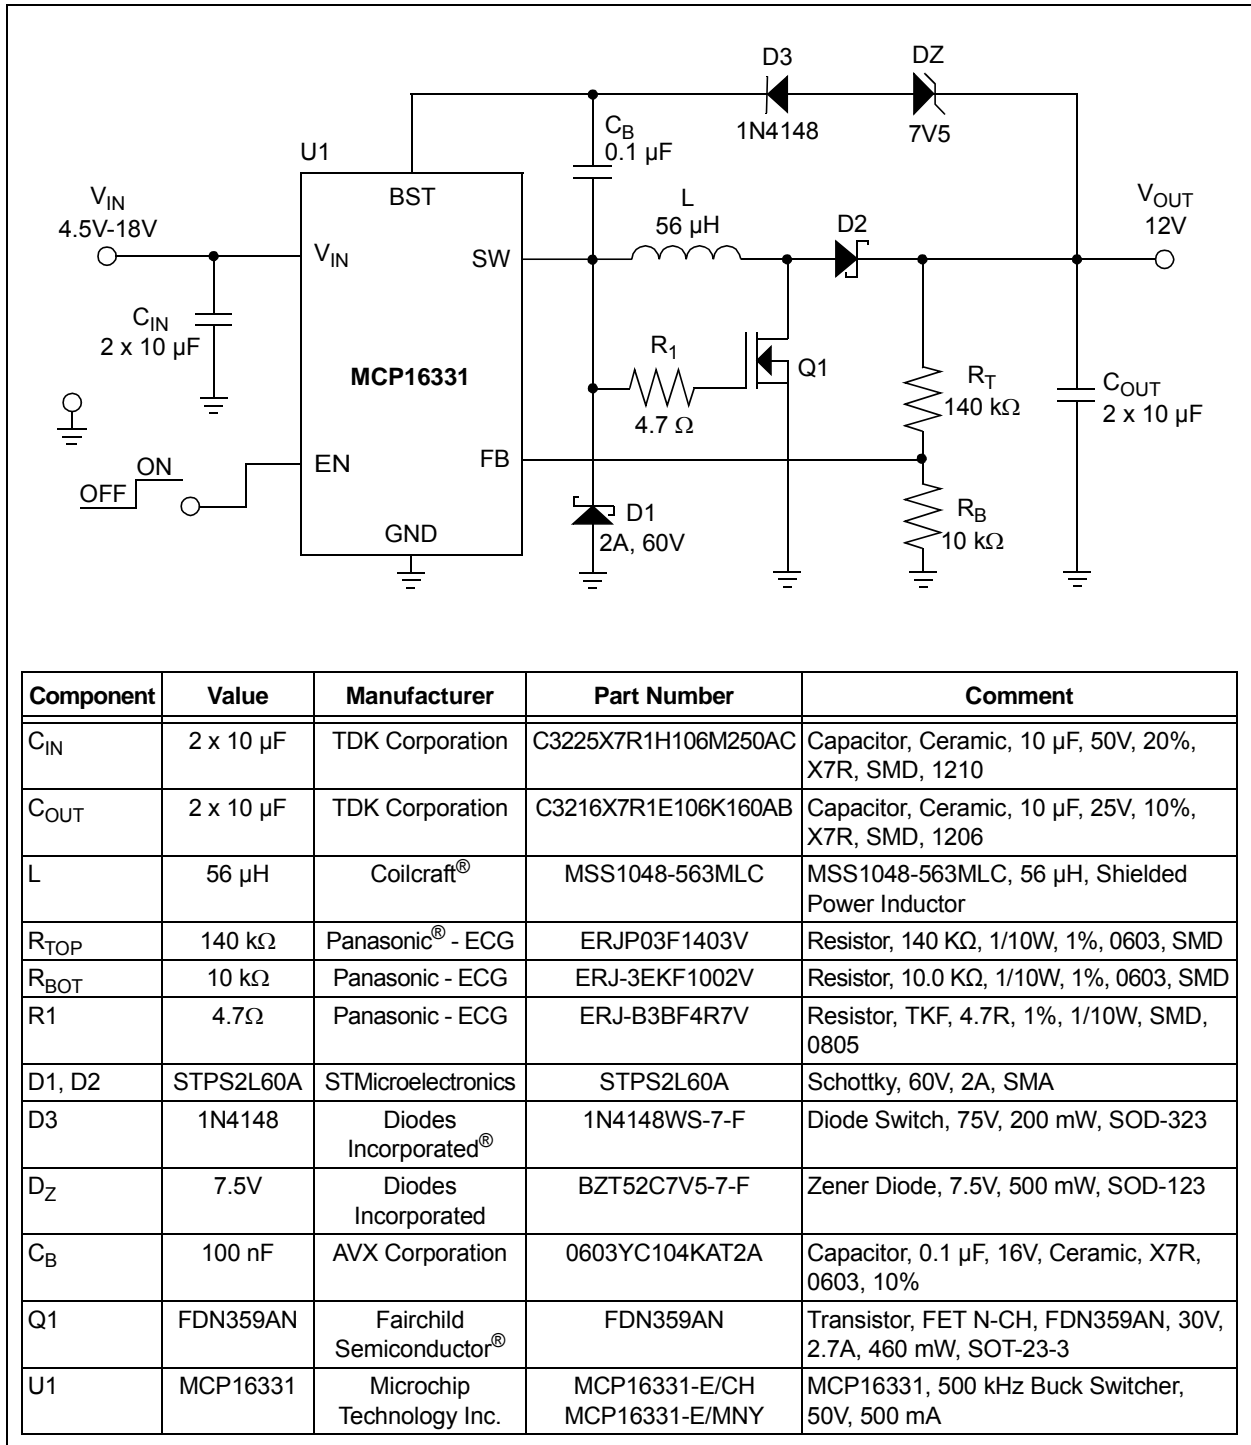 D3
DZ
1N4148
7V5
C_B
0.1 µF
U1
BST
V_IN
4.5V-18V
V_IN
SW
L
56 µH
D2
V_OUT
12V
C_IN
2 x 10 µF
MCP16331
R_1
4.7 Ω
Q1
R_T
140 kΩ
C_OUT
2 x 10 µF
ON
OFF
EN
FB
GND
D1
2A, 60V
R_B
10 kΩ
Component Value Manufacturer Part Number Comment
C_IN 2 x 10 µF TDK Corporation C3225X7R1H106M250AC Capacitor, Ceramic, 10 µF, 50V, 20%,
X7R, SMD, 1210
C_OUT 2 x 10 µF TDK Corporation C3216X7R1E106K160AB Capacitor, Ceramic, 10 µF, 25V, 10%,
X7R, SMD, 1206
L 56 µH Coilcraft® MSS1048-563MLC MSS1048-563MLC, 56 µH, Shielded
Power Inductor
R_TOP 140 kΩ Panasonic® - ECG ERJP03F1403V Resistor, 140 KΩ, 1/10W, 1%, 0603, SMD
R_BOT 10 kΩ Panasonic - ECG ERJ-3EKF1002V Resistor, 10.0 KΩ, 1/10W, 1%, 0603, SMD
R1 4.7Ω Panasonic - ECG ERJ-B3BF4R7V Resistor, TKF, 4.7R, 1%, 1/10W, SMD,
0805
D1, D2 STPS2L60A STMicroelectronics STPS2L60A Schottky, 60V, 2A, SMA
D3 1N4148 Diodes 1N4148WS-7-F Diode Switch, 75V, 200 mW, SOD-323
Incorporated®
D_Z 7.5V Diodes BZT52C7V5-7-F Zener Diode, 7.5V, 500 mW, SOD-123
Incorporated
C_B 100 nF AVX Corporation 0603YC104KAT2A Capacitor, 0.1 µF, 16V, Ceramic, X7R,
0603, 10%
Q1 FDN359AN Fairchild FDN359AN Transistor, FET N-CH, FDN359AN, 30V,
Semiconductor® 2.7A, 460 mW, SOT-23-3
U1 MCP16331 Microchip MCP16331-E/CH MCP16331, 500 kHz Buck Switcher,
Technology Inc. MCP16331-E/MNY 50V, 500 mA